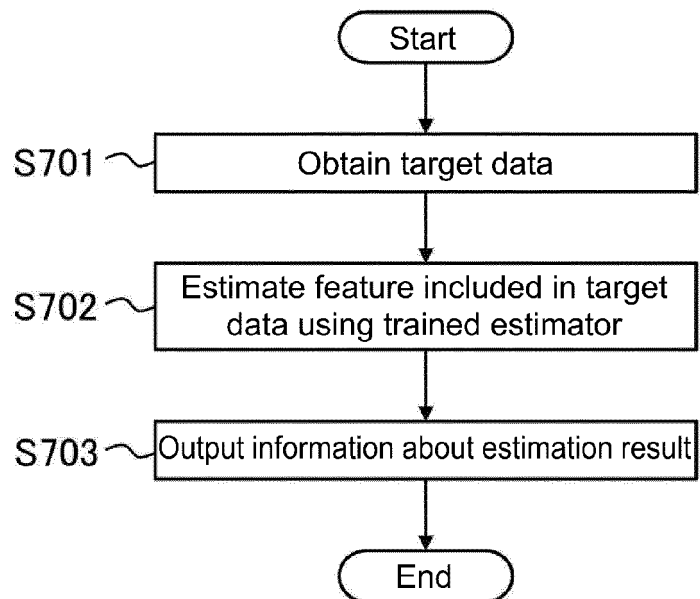 Start
S701
Obtain target data
S702
Estimate feature included in target
data using trained estimator
S703
Output information about estimation result
End